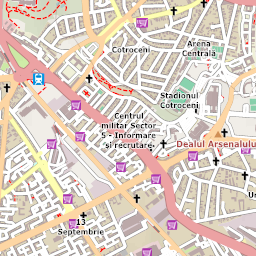 Cotroceni
Arena
Centrală
Stadionul
Cotroceni
Centrul
militar Sector
5 - Informare
și recrutare
Dealul Arsenalului
13
Septembrie